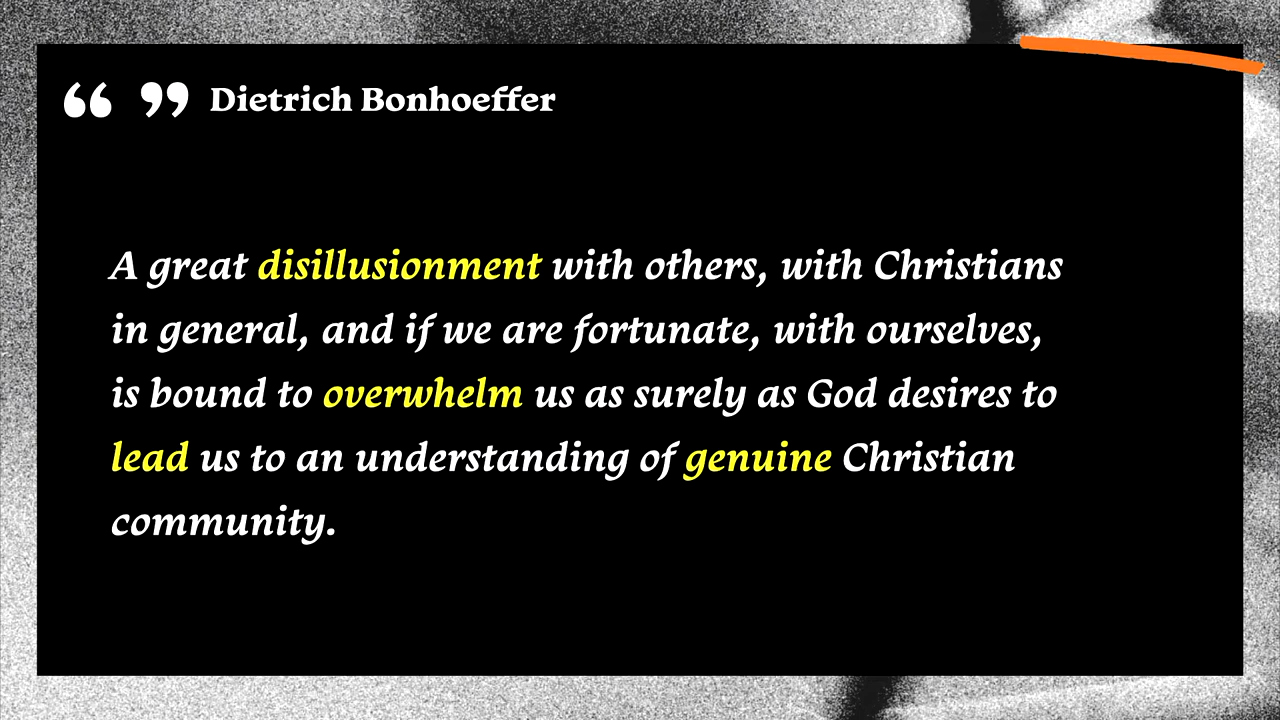 “ ” Dietrich Bonhoeffer
A great disillusionment with others, with Christians
in general, and if we are fortunate, with ourselves,
is bound to overwhelm us as surely as God desires to
lead us to an understanding of genuine Christian
community.